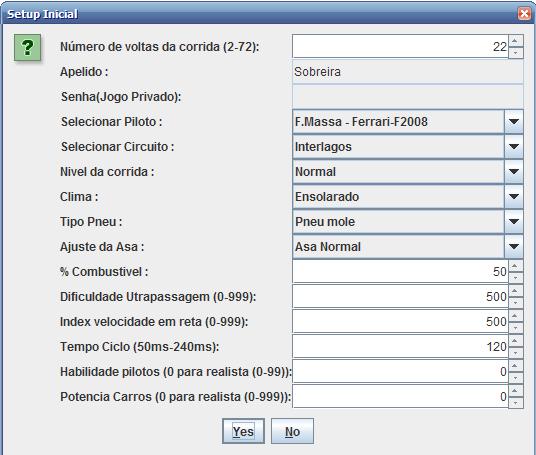 Setup Inicial
?
Número de voltas da corrida (2-72): 22
Apelido : Sobreira
Senha(Jogo Privado):
Selecionar Piloto : F.Massa - Ferrari-F2008
Selecionar Circuito : Interlagos
Nivel da corrida : Normal
Clima : Ensolarado
Tipo Pneu : Pneu mole
Ajuste da Asa : Asa Normal
% Combustivel : 50
Dificuldade Utrapassagem (0-999): 500
Index velocidade em reta (0-999): 500
Tempo Ciclo (50ms-240ms): 120
Habilidade pilotos (0 para realista (0-99)): 0
Potencia Carros (0 para realista (0-999)): 0
Yes No